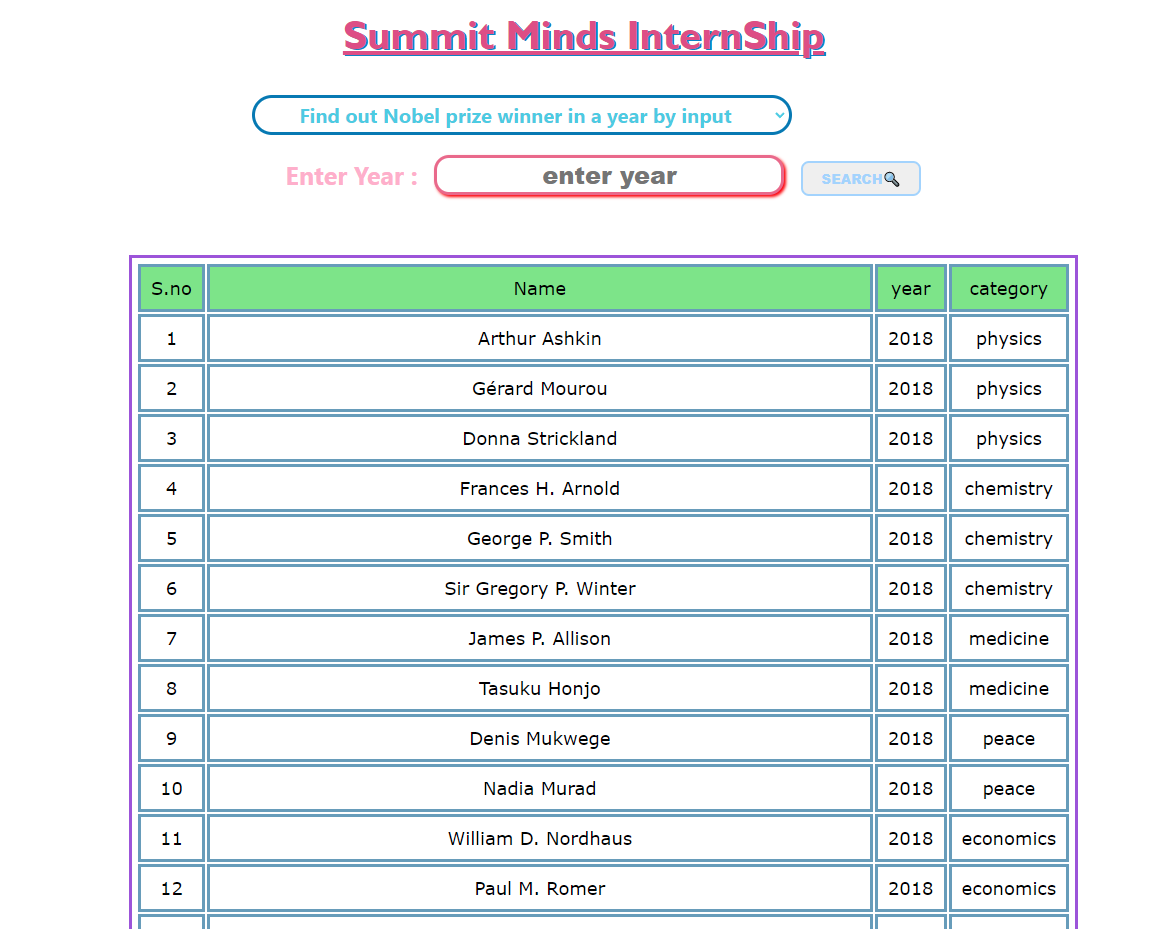 Summit Minds InternShip
Find out Nobel prize winner in a year by input
Enter Year : enter year SEARCH🔍
S.no Name year category
1 Arthur Ashkin 2018 physics
2 Gérard Mourou 2018 physics
3 Donna Strickland 2018 physics
4 Frances H. Arnold 2018 chemistry
5 George P. Smith 2018 chemistry
6 Sir Gregory P. Winter 2018 chemistry
7 James P. Allison 2018 medicine
8 Tasuku Honjo 2018 medicine
9 Denis Mukwege 2018 peace
10 Nadia Murad 2018 peace
11 William D. Nordhaus 2018 economics
12 Paul M. Romer 2018 economics